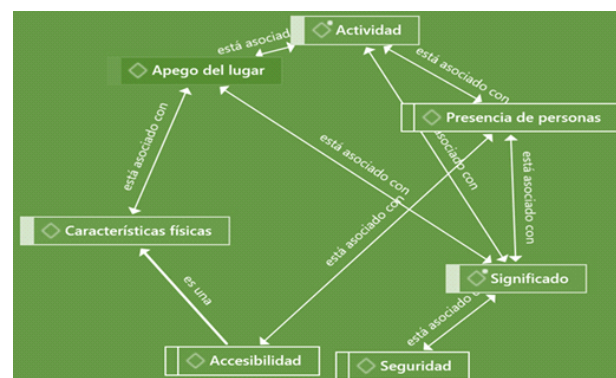 Actividad
está asociad
Apego del lugar
está asociado con
Presencia de personas
está asociado con
está asociado con
asociado con
está asociado con
está asociado con
Características físicas
es una
Significado
está asociado c
Accesibilidad
Seguridad